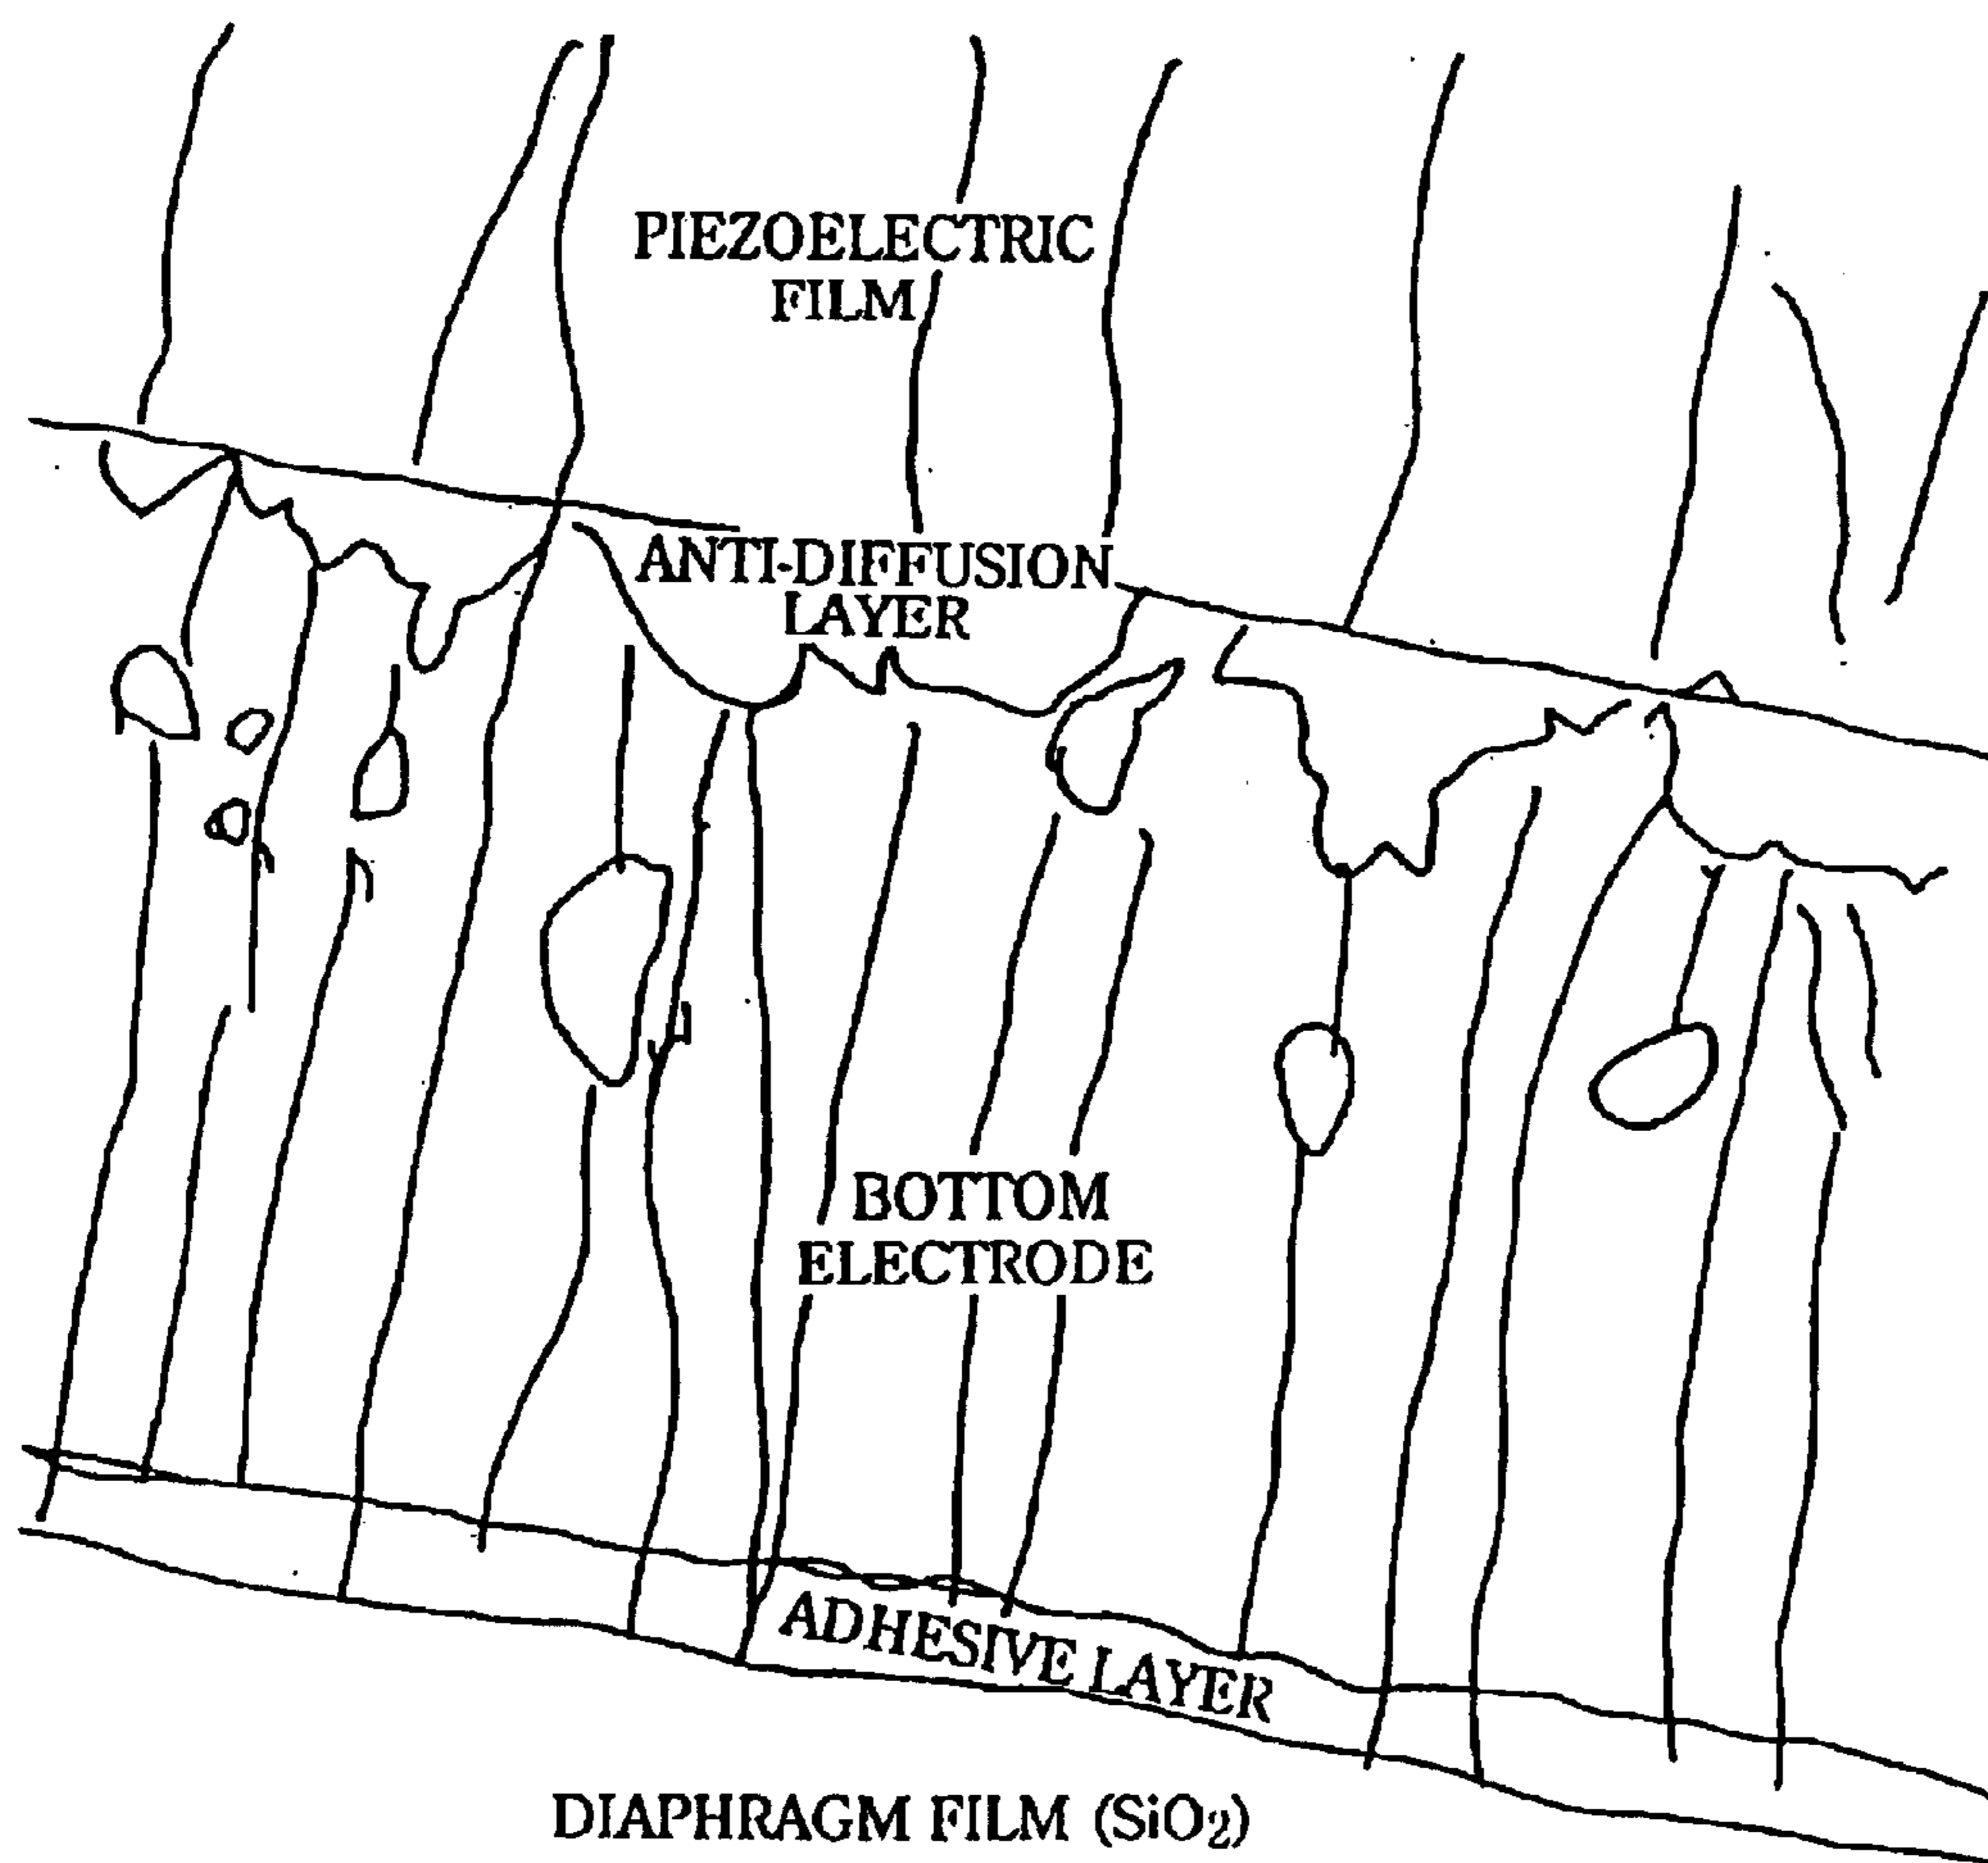 PIEZOELECTRIC
FILM
ANTI-DIFFUSION
LAYER
BOTTOM
ELECTRODE
ADHESIVE LAYER
DIAPHRAGM FILM (SiO₂)